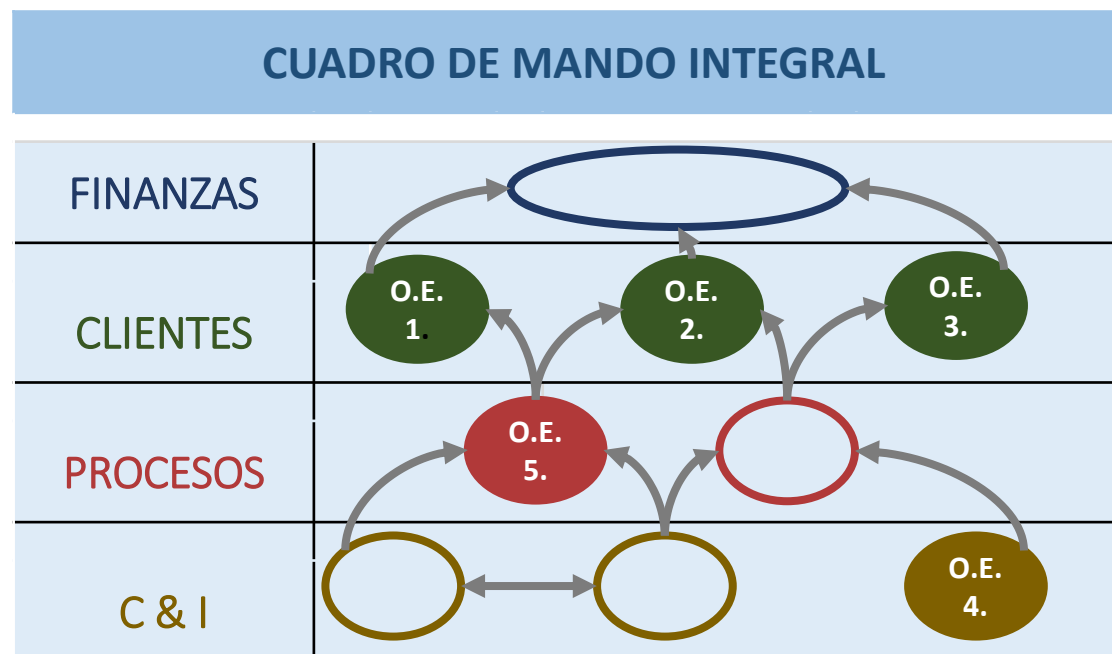 CUADRO DE MANDO INTEGRAL
FINANZAS
CLIENTES
O.E.
1.
O.E.
2.
O.E.
3.
PROCESOS
O.E.
5.
C & I
O.E.
4.